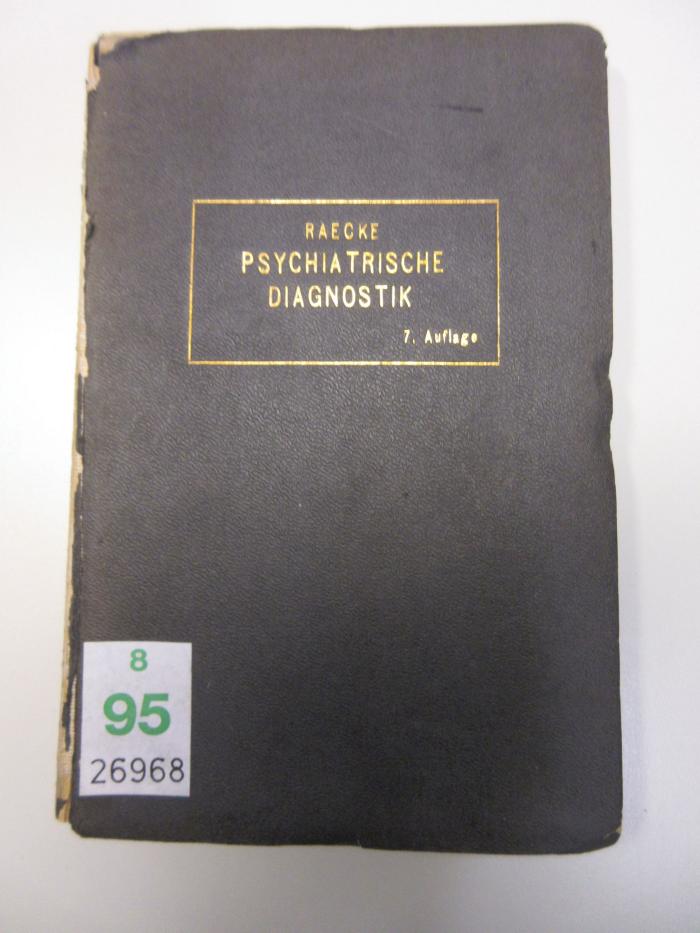 RAECKE
PSYCHIATRISCHE
DIAGNOSTIK
7. Auflage
8
95
26968